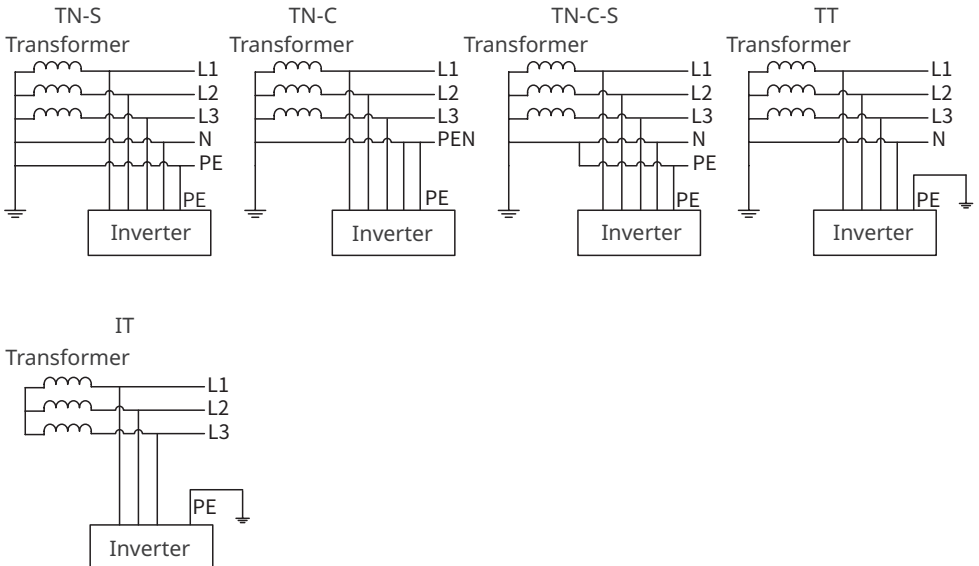 TN-S
Transformer
L1
L2
L3
N
PE
PE
Inverter
TN-C
Transformer
L1
L2
L3
PEN
PE
Inverter
TN-C-S
Transformer
L1
L2
L3
N
PE
PE
Inverter
TT
Transformer
L1
L2
L3
N
PE
Inverter
IT
Transformer
L1
L2
L3
PE
Inverter